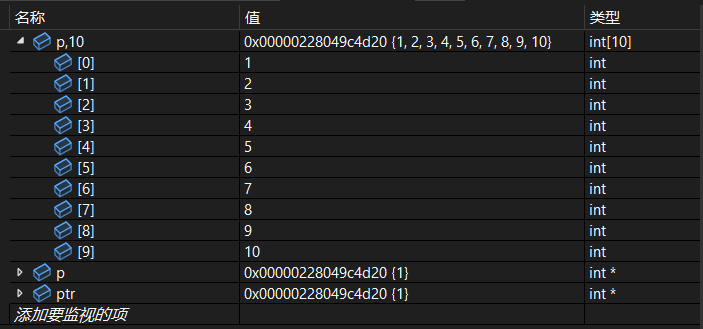 名称 值 类型
p,10 0x00000228049c4d20 {1, 2, 3, 4, 5, 6, 7, 8, 9, 10} int[10]
[0] 1 int
[1] 2 int
[2] 3 int
[3] 4 int
[4] 5 int
[5] 6 int
[6] 7 int
[7] 8 int
[8] 9 int
[9] 10 int
p 0x00000228049c4d20 {1} int *
ptr 0x00000228049c4d20 {1} int *
添加要监视的项